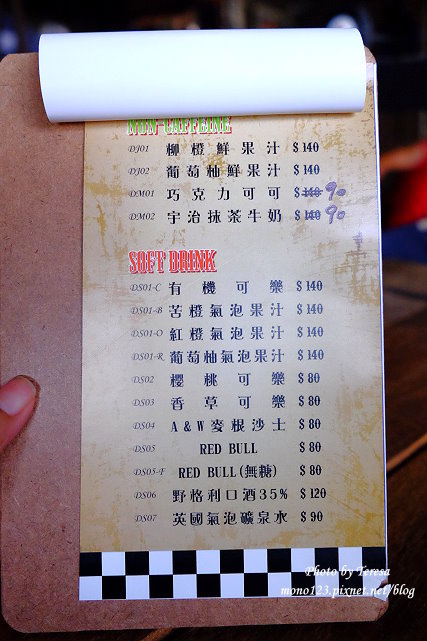 NON-CAFFEINE
DJ01 柳橙鮮果汁 $140
DJ02 葡萄柚鮮果汁 $140
DM01 巧克力可可 $140 90
DM02 宇治抹茶牛奶 $140 90
SOFT DRINK
DS01-C 有機可樂 $140
DS01-B 苦橙氣泡果汁 $140
DS01-O 紅橙氣泡果汁 $140
DS01-R 葡萄柚氣泡果汁 $140
DS02 櫻桃可樂 $80
DS03 香草可樂 $80
DS04 A&W麥根沙士 $80
DS05 RED BULL $80
DS05-F RED BULL(無糖) $80
DS06 野格利口酒35% $120
DS07 英國氣泡礦泉水 $90
Photo by Teresa
mono123.pixnet.net/blog